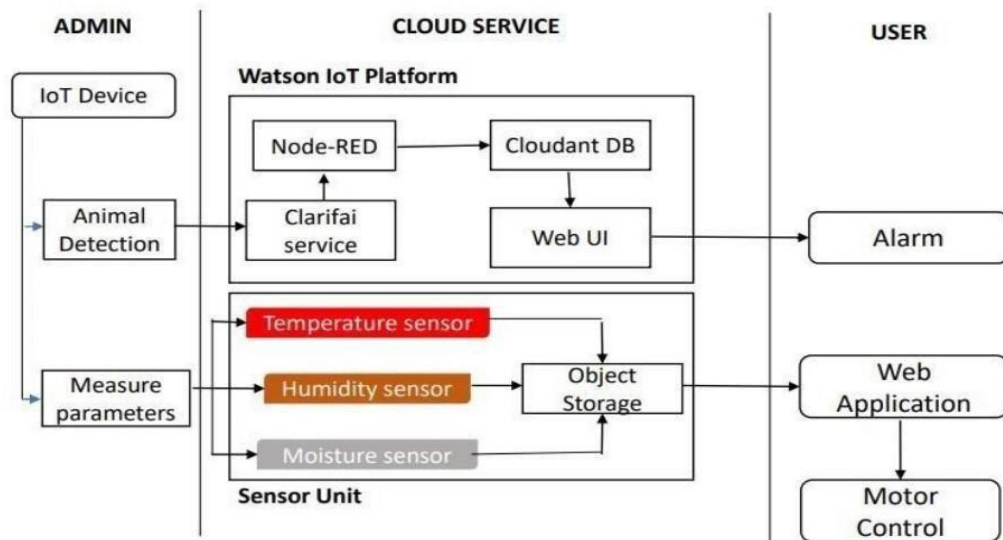 ADMIN
CLOUD SERVICE
USER
Watson IoT Platform
IoT Device
Node-RED
Cloudant DB
Animal
Detection
Clarifai
service
Web UI
Alarm
Temperature sensor
Measure
parameters
Humidity sensor
Object
Storage
Web
Application
Moisture sensor
Sensor Unit
Motor
Control